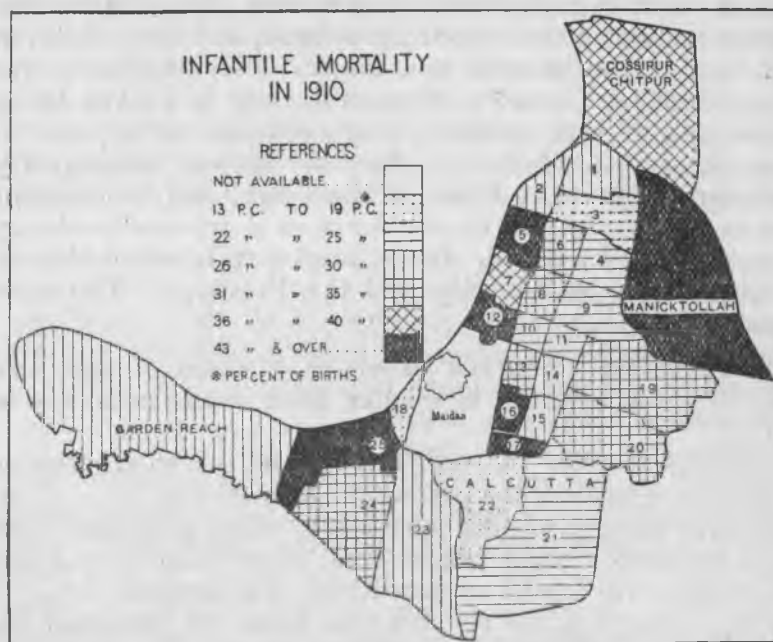 INFANTILE MORTALITY
IN 1910
REFERENCES
NOT AVAILABLE
13 P.C. TO 19 P.C.*
22 " " 25 "
26 " " 30 "
31 " " 35 "
36 " " 40 "
43 " & OVER
* PERCENT OF BIRTHS
COSSIPUR
CHITPUR
1
2
3
5
6
4
7
8
9
MANICKTOLLAH
12
10
11
13
14
19
Maidan
18
16
15
GARDEN REACH
17
20
25
CALCUTTA
22
24
23
21